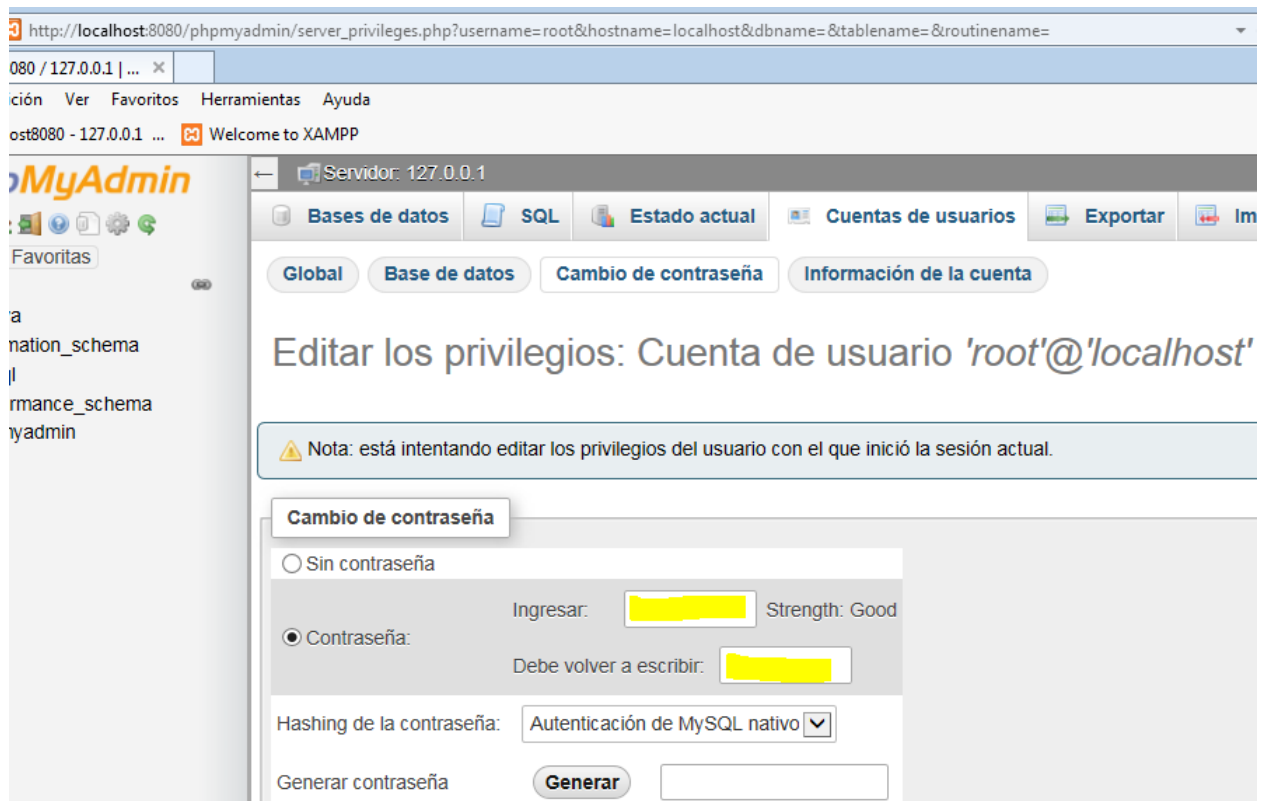 http://localhost:8080/phpmyadmin/server_privileges.php?username=root&hostname=localhost&dbname=&tablename=&routinename=
080 / 127.0.0.1 | ...
ición Ver Favoritos Herramientas Ayuda
ost8080 - 127.0.0.1 ... Welcome to XAMPP
MyAdmin
Servidor: 127.0.0.1
Bases de datos SQL Estado actual Cuentas de usuarios Exportar Im
Favoritas
Global Base de datos Cambio de contraseña Información de la cuenta
ra
mation_schema
ql
rmance_schema
myadmin
Editar los privilegios: Cuenta de usuario 'root'@'localhost'
Nota: está intentando editar los privilegios del usuario con el que inició la sesión actual.
Cambio de contraseña
Sin contraseña
Contraseña:
Ingresar: Strength: Good
Debe volver a escribir:
Hashing de la contraseña: Autenticación de MySQL nativo
Generar contraseña Generar